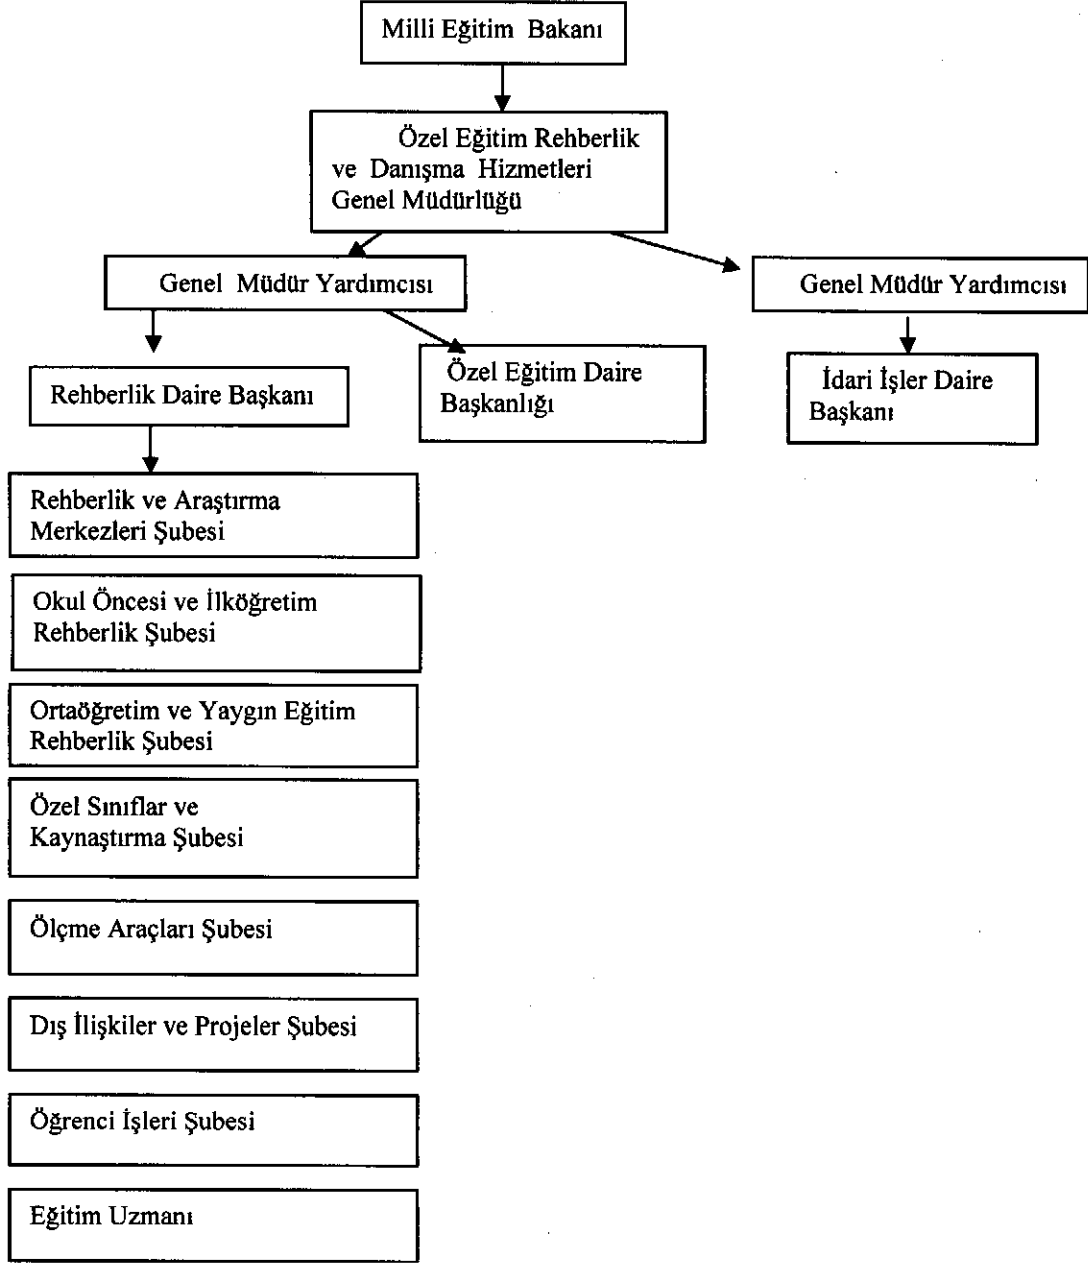 Milli Eğitim Bakanı
Özel Eğitim Rehberlik
ve Danışma Hizmetleri
Genel Müdürlüğü
Genel Müdür Yardımcısı
Genel Müdür Yardımcısı
Rehberlik Daire Başkanı
Özel Eğitim Daire
Başkanlığı
İdari İşler Daire
Başkanı
Rehberlik ve Araştırma
Merkezleri Şubesi
Okul Öncesi ve İlköğretim
Rehberlik Şubesi
Ortaöğretim ve Yaygın Eğitim
Rehberlik Şubesi
Özel Sınıflar ve
Kaynaştırma Şubesi
Ölçme Araçları Şubesi
Dış İlişkiler ve Projeler Şubesi
Öğrenci İşleri Şubesi
Eğitim Uzmanı